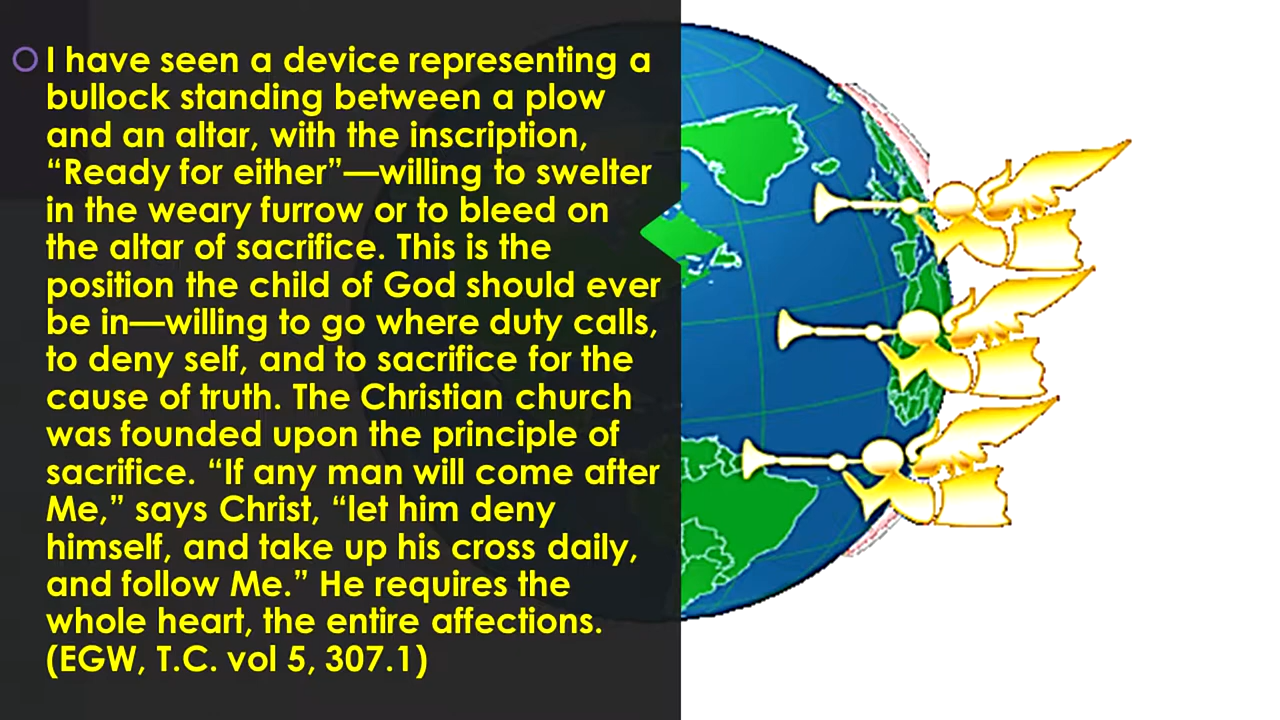 I have seen a device representing a
bullock standing between a plow
and an altar, with the inscription,
“Ready for either”—willing to swelter
in the weary furrow or to bleed on
the altar of sacrifice. This is the
position the child of God should ever
be in—willing to go where duty calls,
to deny self, and to sacrifice for the
cause of truth. The Christian church
was founded upon the principle of
sacrifice. “If any man will come after
Me,” says Christ, “let him deny
himself, and take up his cross daily,
and follow Me.” He requires the
whole heart, the entire affections.
(EGW, T.C. vol 5, 307.1)